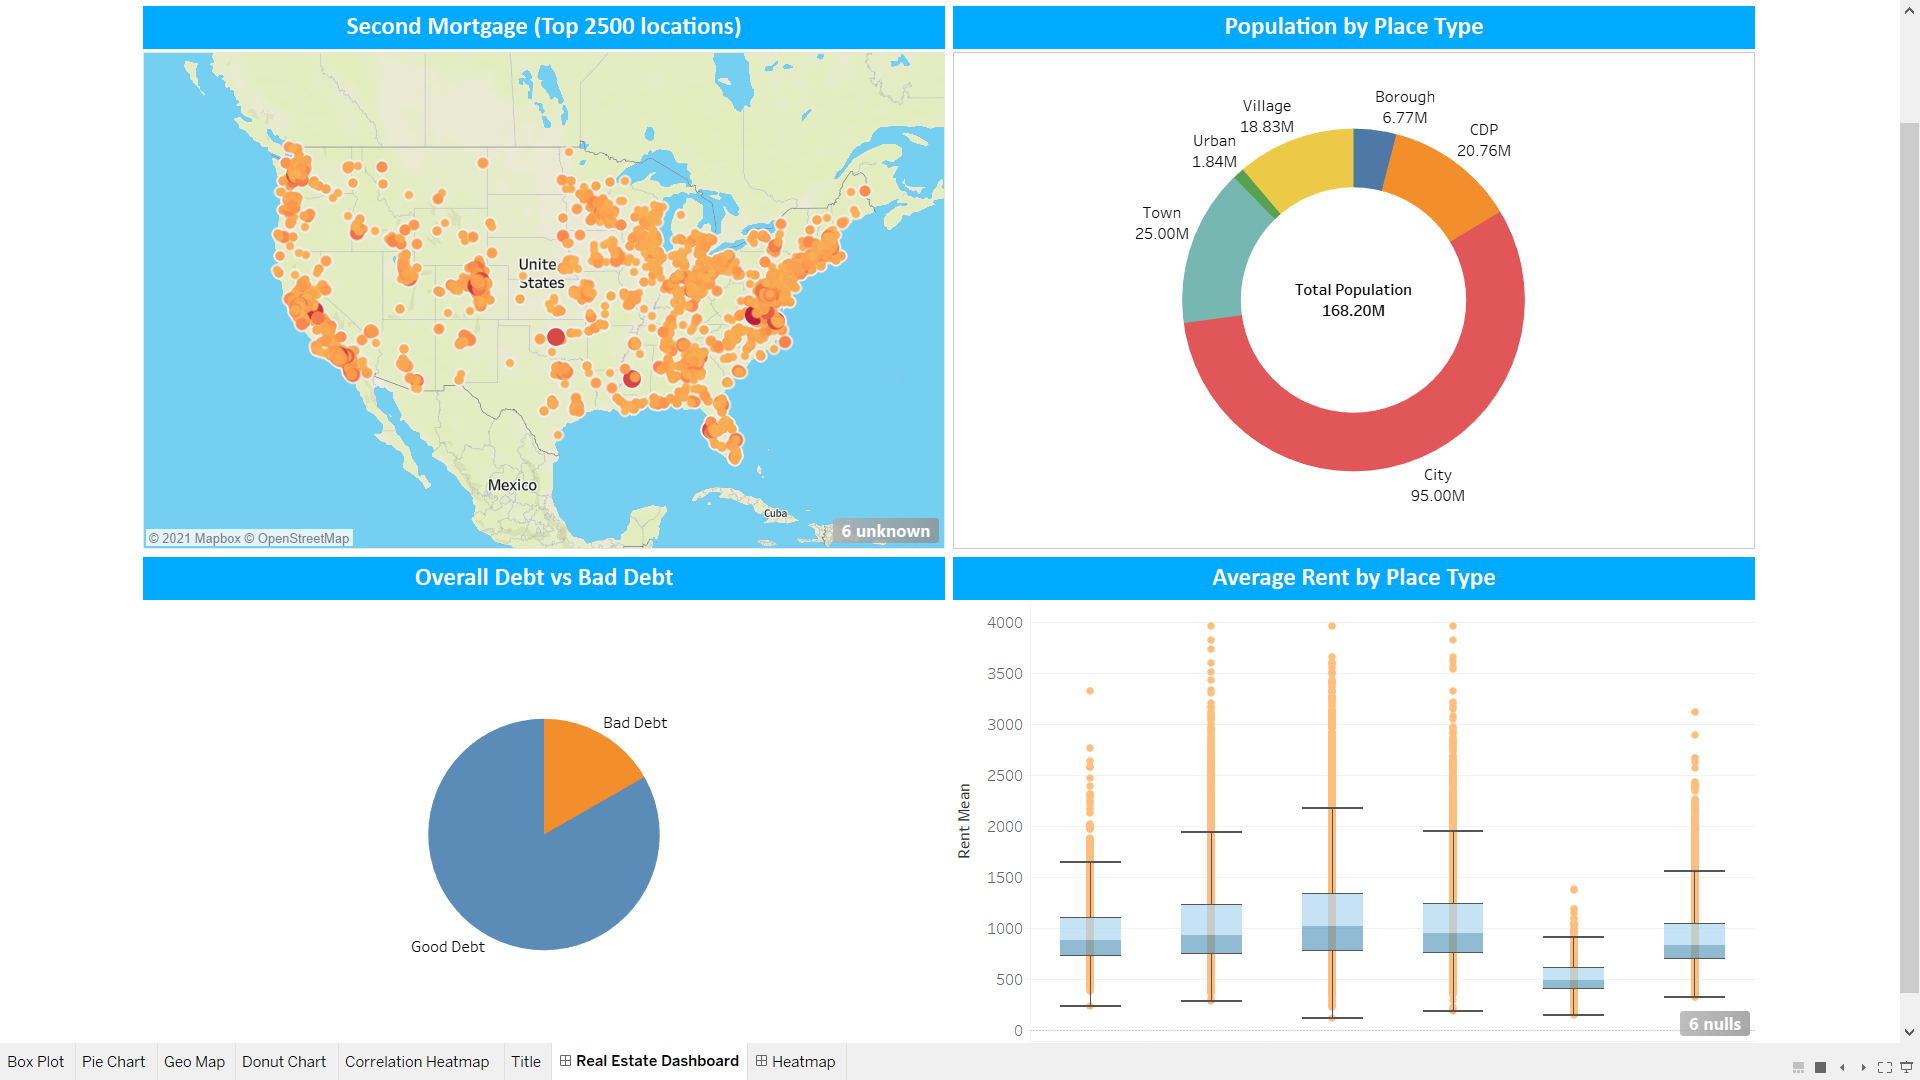 Second Mortgage (Top 2500 locations)
Unite
States
Mexico
Cuba
© 2021 Mapbox © OpenStreetMap
6 unknown
Population by Place Type
Borough
6.77M
CDP
20.76M
Village
18.83M
Urban
1.84M
Town
25.00M
Total Population
168.20M
City
95.00M
Overall Debt vs Bad Debt
Bad Debt
Good Debt
Average Rent by Place Type
Rent Mean
4000
3500
3000
2500
2000
1500
1000
500
0
6 nulls
Box Plot Pie Chart Geo Map Donut Chart Correlation Heatmap Title Real Estate Dashboard Heatmap